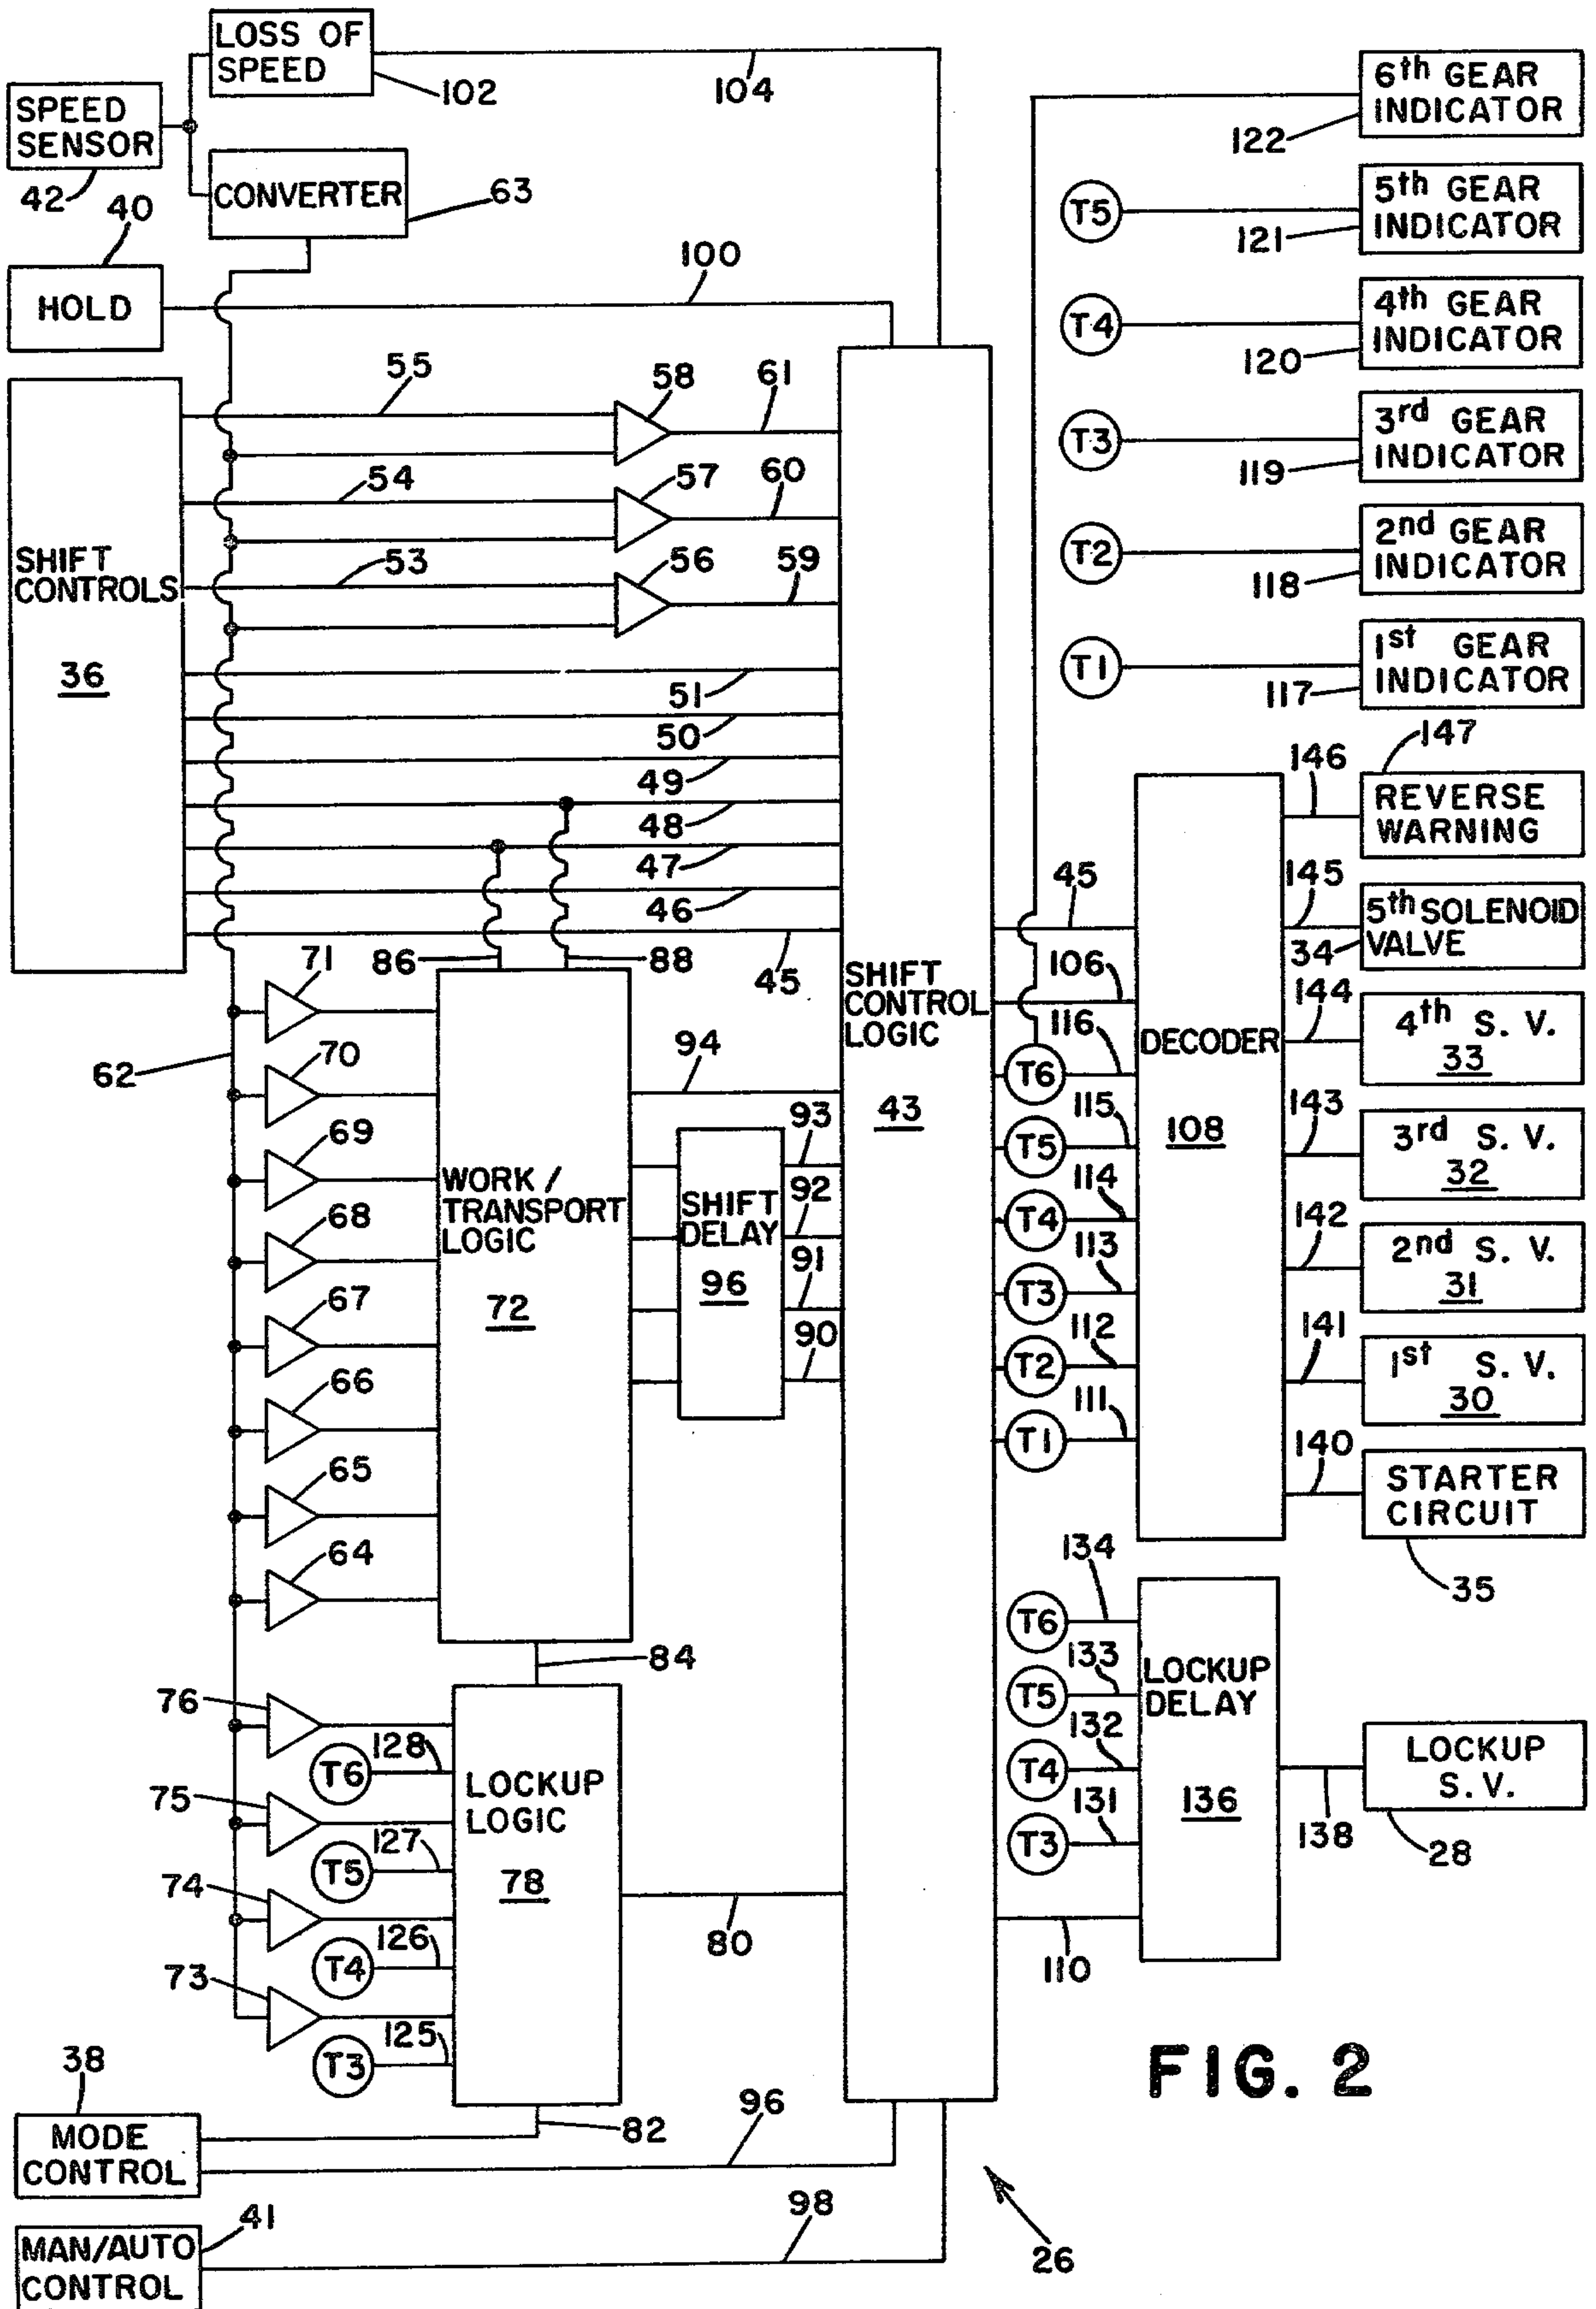 LOSS OF
SPEED
102
104
6th GEAR
INDICATOR
122
SPEED
SENSOR
42
CONVERTER
63
T5
5th GEAR
INDICATOR
121
40
HOLD
100
T4
4th GEAR
INDICATOR
120
55
58
61
T3
3rd GEAR
INDICATOR
119
54
57
60
T2
2nd GEAR
INDICATOR
118
SHIFT
CONTROLS
36
53
56
59
T1
1st GEAR
INDICATOR
117
51
50
49
48
47
46
45
86
88
147
146
REVERSE
WARNING
45
145
5th SOLENOID
VALVE
34
SHIFT
CONTROL
LOGIC
43
106
DECODER
108
144
4th S. V.
33
71
70
69
68
67
66
65
64
62
WORK /
TRANSPORT
LOGIC
72
94
SHIFT
DELAY
96
93
92
91
90
T6
116
T5
115
T4
114
T3
113
T2
112
T1
111
143
3rd S. V.
32
142
2nd S. V.
31
141
1st S. V.
30
140
STARTER
CIRCUIT
35
84
76
T6
128
75
T5
127
74
T4
126
73
T3
125
LOCKUP
LOGIC
78
80
T6
134
T5
133
T4
132
T3
131
110
LOCKUP
DELAY
136
138
LOCKUP
S. V.
28
38
MODE
CONTROL
82
96
41
MAN/AUTO
CONTROL
98
26
FIG. 2